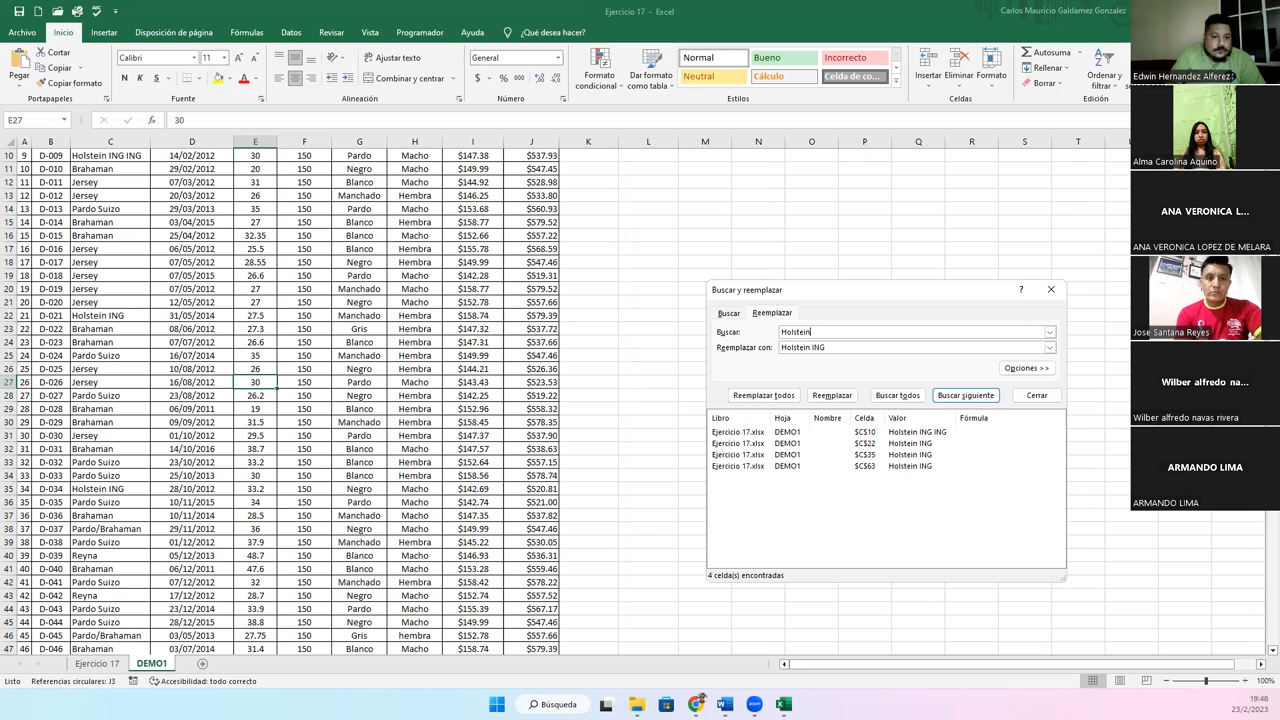 Ejercicio 17 - Excel
Carlos Mauricio Galdamez Gonzalez
Archivo Inicio Insertar Disposición de página Fórmulas Datos Revisar Vista Programador Ayuda ¿Qué desea hacer?
Pegar
Cortar
Copiar
Copiar formato
Portapapeles
Calibri 11
N K S
Fuente
Ajustar texto
Combinar y centrar
Alineación
General
$ % 000
Número
Formato condicional
Dar formato como tabla
Normal Bueno Incorrecto
Neutral Cálculo Celda de co...
Estilos
Insertar Eliminar Formato
Celdas
Autosuma
Rellenar
Borrar
Ordenar y filtrar
Edición
E27 fx 30
A B C D E F G H I J K L M N O P Q R S T
10 9 D-009 Holstein ING ING 14/02/2012 30 150 Pardo Macho $147.38 $537.93
11 10 D-010 Brahaman 29/02/2012 20 150 Negro Macho $149.99 $547.45
12 11 D-011 Jersey 07/03/2012 31 150 Blanco Macho $144.92 $528.98
13 12 D-012 Jersey 20/03/2012 26 150 Manchado Hembra $146.25 $533.80
14 13 D-013 Pardo Suizo 29/03/2013 35 150 Pardo Macho $153.68 $560.93
15 14 D-014 Brahaman 03/04/2015 27 150 Blanco Hembra $158.77 $579.52
16 15 D-015 Brahaman 25/04/2012 32.35 150 Blanco Macho $152.66 $557.22
17 16 D-016 Jersey 06/05/2012 25.5 150 Blanco Hembra $155.78 $568.59
18 17 D-017 Jersey 07/05/2012 28.55 150 Negro Hembra $149.99 $547.46
19 18 D-018 Jersey 07/05/2015 26.6 150 Pardo Macho $142.28 $519.31
20 19 D-019 Jersey 07/05/2012 27 150 Manchado Macho $158.77 $579.52
21 20 D-020 Jersey 12/05/2012 27 150 Negro Macho $152.78 $557.66
22 21 D-021 Holstein ING 31/05/2012 27.5 150 Manchado Macho $158.74 $579.39
23 22 D-022 Brahaman 08/06/2012 27.3 150 Gris Macho $147.32 $537.72
24 23 D-023 Brahaman 07/07/2012 26.6 150 Blanco Macho $147.31 $537.66
25 24 D-024 Pardo Suizo 16/07/2014 35 150 Manchado Macho $149.99 $547.46
26 25 D-025 Jersey 10/08/2012 26 150 Blanco Hembra $144.21 $526.36
27 26 D-026 Jersey 16/08/2012 30 150 Pardo Macho $143.43 $523.53
28 27 D-027 Pardo Suizo 23/08/2012 26.2 150 Negro Hembra $142.25 $519.22
29 28 D-028 Brahaman 06/09/2011 19 150 Blanco Macho $152.96 $558.32
30 29 D-029 Brahaman 09/09/2012 31.5 150 Manchado Macho $158.45 $578.35
31 30 D-030 Jersey 01/10/2012 29.5 150 Negro Macho $147.37 $537.90
32 31 D-031 Brahaman 14/10/2016 38.7 150 Blanco Macho $147.57 $538.63
33 32 D-032 Pardo Suizo 23/10/2012 33.2 150 Blanco Hembra $152.64 $557.15
34 33 D-033 Pardo Suizo 25/10/2013 30 150 Blanco Hembra $158.56 $578.74
35 34 D-034 Holstein ING 28/10/2012 33.2 150 Negro Macho $142.69 $520.81
36 35 D-035 Pardo Suizo 10/11/2015 34 150 Pardo Macho $142.74 $521.00
37 36 D-036 Brahaman 10/11/2014 28.5 150 Manchado Macho $147.35 $537.82
38 37 D-037 Pardo/Brahaman 29/11/2012 36 150 Negro Macho $149.99 $547.46
39 38 D-038 Pardo Suizo 01/12/2012 37.9 150 Manchado Hembra $145.22 $530.05
40 39 D-039 Reyna 05/12/2013 48.7 150 Blanco Macho $146.93 $536.31
41 40 D-040 Brahaman 06/12/2011 47.6 150 Blanco Macho $153.28 $559.46
42 41 D-041 Pardo Suizo 07/12/2012 32 150 Manchado Hembra $158.42 $578.22
43 42 D-042 Reyna 17/12/2012 28.7 150 Negro Macho $152.74 $557.52
44 43 D-043 Pardo Suizo 23/12/2014 33.9 150 Pardo Macho $155.39 $567.17
45 44 D-044 Pardo Suizo 28/12/2015 38.8 150 Negro Macho $149.99 $547.46
46 45 D-045 Pardo/Brahaman 03/05/2013 27.75 150 Gris hembra $152.78 $557.66
47 46 D-046 Brahaman 03/07/2014 31.4 150 Blanco Macho $158.74 $579.39
Buscar y reemplazar ?
Buscar Reemplazar
Buscar: Holstein
Reemplazar con: Holstein ING
Opciones >>
Reemplazar todos Reemplazar Buscar todos Buscar siguiente Cerrar
Libro Hoja Nombre Celda Valor Fórmula
Ejercicio 17.xlsx DEMO1 $C$10 Holstein ING ING
Ejercicio 17.xlsx DEMO1 $C$22 Holstein ING
Ejercicio 17.xlsx DEMO1 $C$35 Holstein ING
Ejercicio 17.xlsx DEMO1 $C$63 Holstein ING
4 celda(s) encontradas
Edwin Hernandez Alferez
Alma Carolina Aquino
ANA VERONICA L...
ANA VERONICA LOPEZ DE MELARA
Jose Santana Reyes
Wilber alfredo na...
Wilber alfredo navas rivera
ARMANDO LIMA
ARMANDO LIMA
Ejercicio 17 DEMO1
Listo Referencias circulares: J3 Accesibilidad: todo correcto 100%
Búsqueda
19:48
23/2/2023